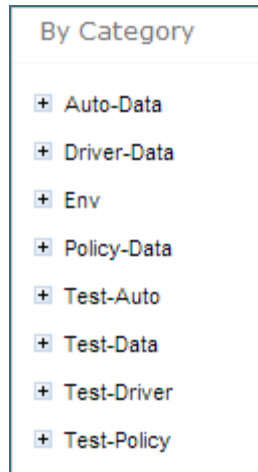 By Category
Auto-Data
Driver-Data
Env
Policy-Data
Test-Auto
Test-Data
Test-Driver
Test-Policy